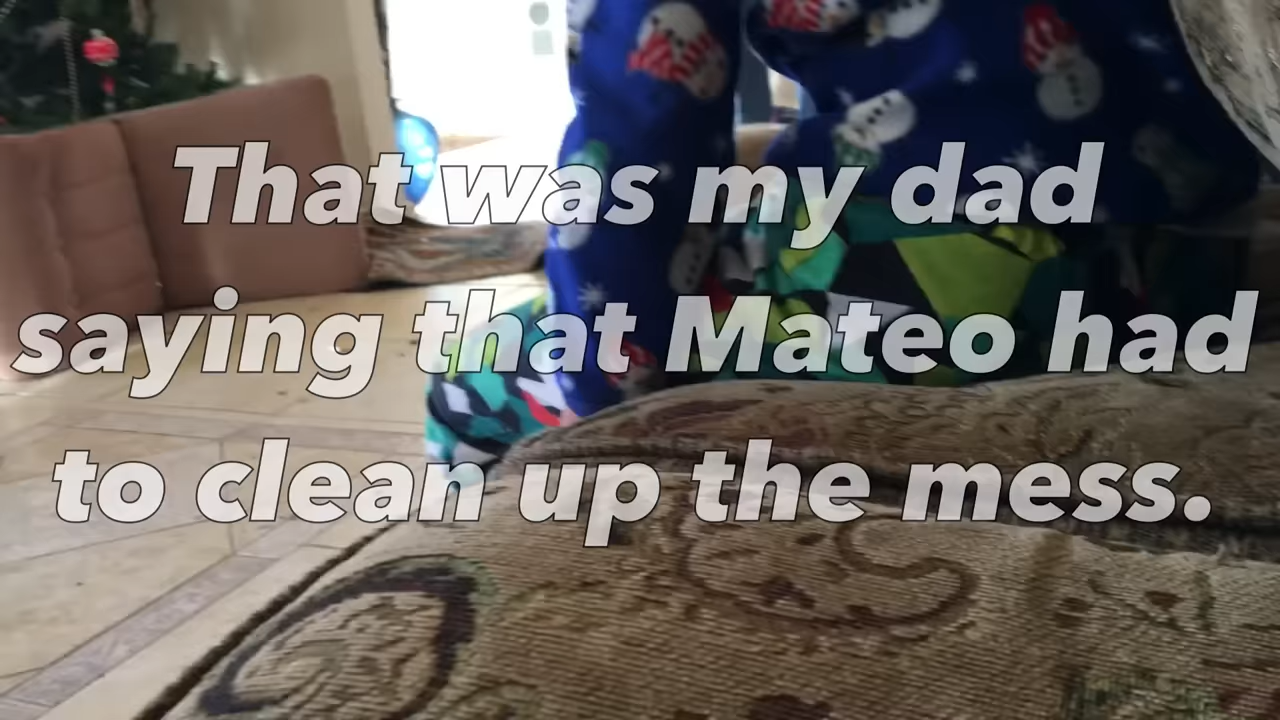 That was my dad
saying that Mateo had
to clean up the mess.